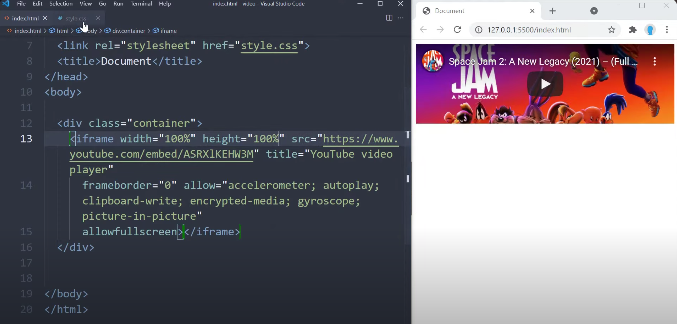 File Edit Selection View Go Run Terminal Help
index.html - video - Visual Studio Code
index.html
style.css
index.html > html > body > div.container > iframe
7 <link rel="stylesheet" href="style.css">
8 <title>Document</title>
9 </head>
10 <body>
11
12 <div class="container">
13 <iframe width="100%" height="100%" src="https://www.
youtube.com/embed/ASRX1KEHW3M" title="YouTube video
player"
14 frameborder="0" allow="accelerometer; autoplay;
clipboard-write; encrypted-media; gyroscope;
picture-in-picture"
15 allowfullscreen></iframe>
16 </div>
17
18
19 </body>
20 </html>
Document
127.0.0.1:5500/index.html
Space Jam 2: A New Legacy (2021) – (Full ...
JAM
A NEW LEGACY